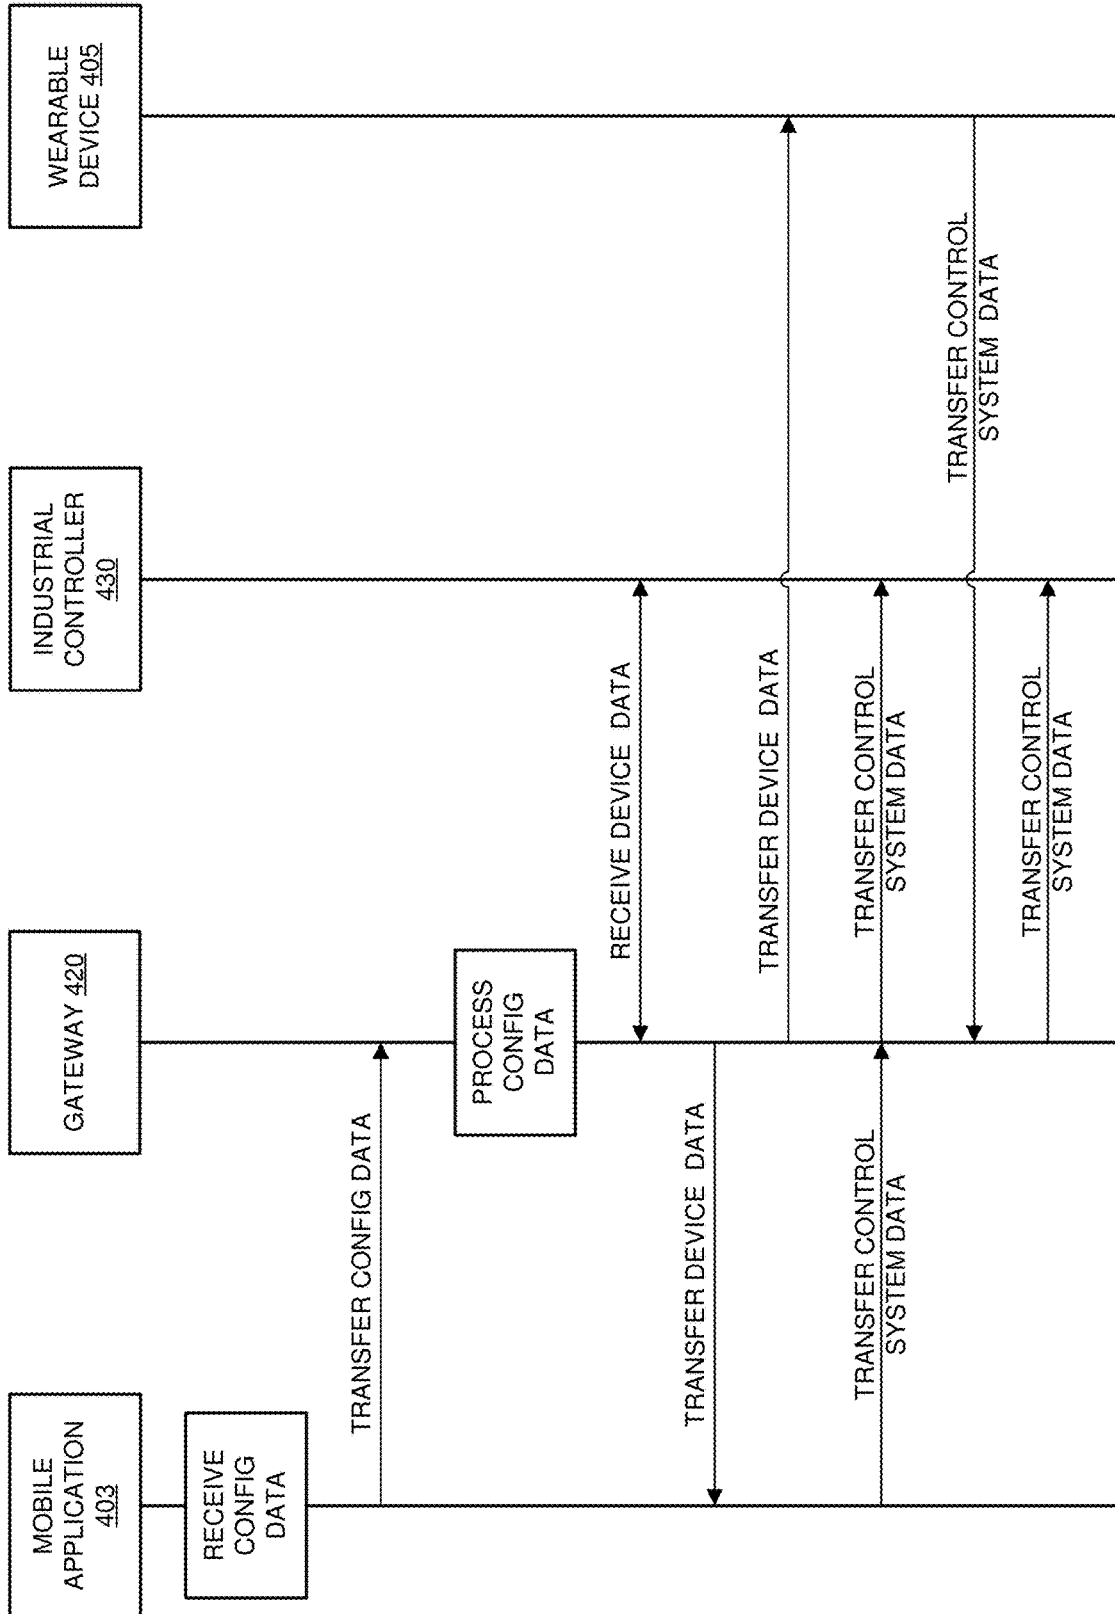 MOBILE
APPLICATION
403
GATEWAY 420
INDUSTRIAL
CONTROLLER
430
WEARABLE
DEVICE 405
RECEIVE
CONFIG
DATA
TRANSFER CONFIG DATA
PROCESS
CONFIG
DATA
RECEIVE DEVICE DATA
TRANSFER DEVICE DATA
TRANSFER DEVICE DATA
TRANSFER CONTROL
SYSTEM DATA
TRANSFER CONTROL
SYSTEM DATA
TRANSFER CONTROL
SYSTEM DATA
TRANSFER CONTROL
SYSTEM DATA